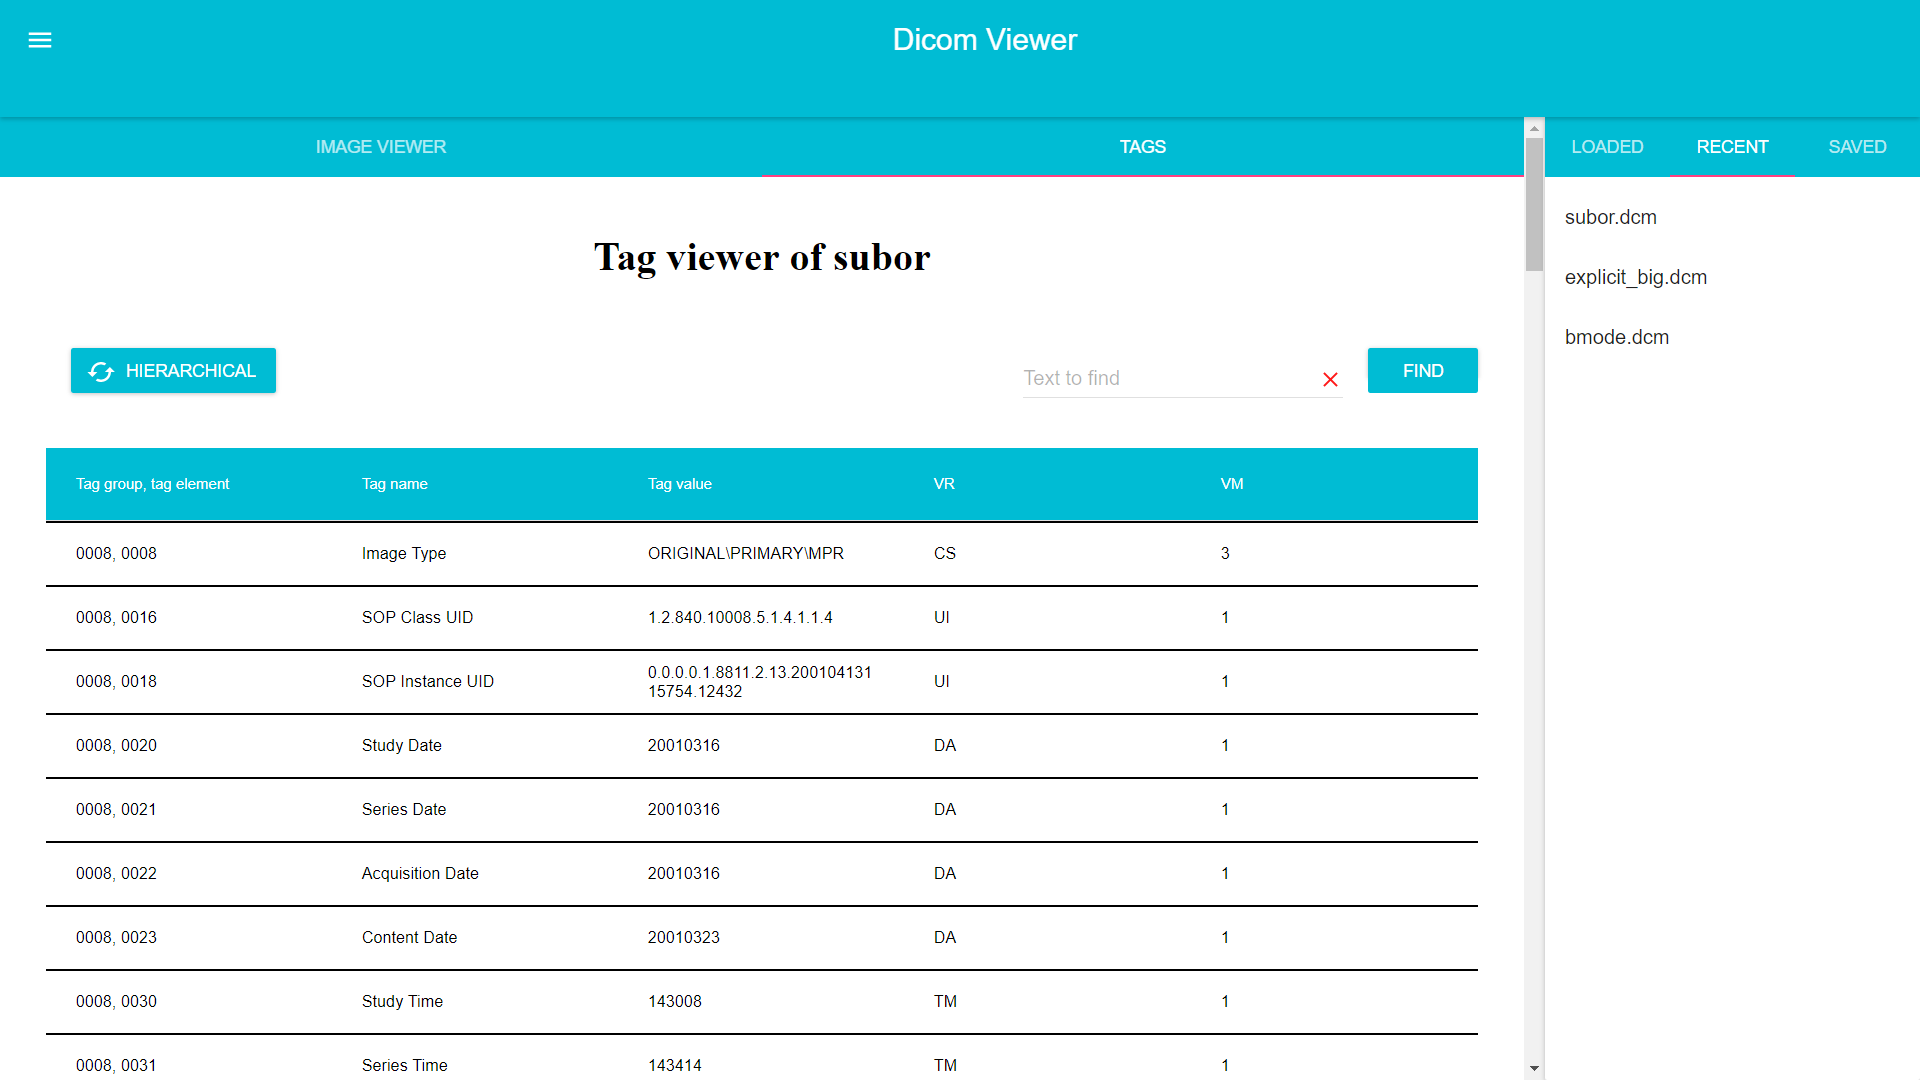 Dicom Viewer
IMAGE VIEWER
TAGS
LOADED
RECENT
SAVED
Tag viewer of subor
HIERARCHICAL
Text to find
FIND
Tag group, tag element Tag name Tag value VR VM
0008, 0008 Image Type ORIGINAL\PRIMARY\MPR CS 3
0008, 0016 SOP Class UID 1.2.840.10008.5.1.4.1.1.4 UI 1
0008, 0018 SOP Instance UID 0.0.0.0.1.8811.2.13.200104131
15754.12432 UI 1
0008, 0020 Study Date 20010316 DA 1
0008, 0021 Series Date 20010316 DA 1
0008, 0022 Acquisition Date 20010316 DA 1
0008, 0023 Content Date 20010323 DA 1
0008, 0030 Study Time 143008 TM 1
0008, 0031 Series Time 143414 TM 1
subor.dcm
explicit_big.dcm
bmode.dcm